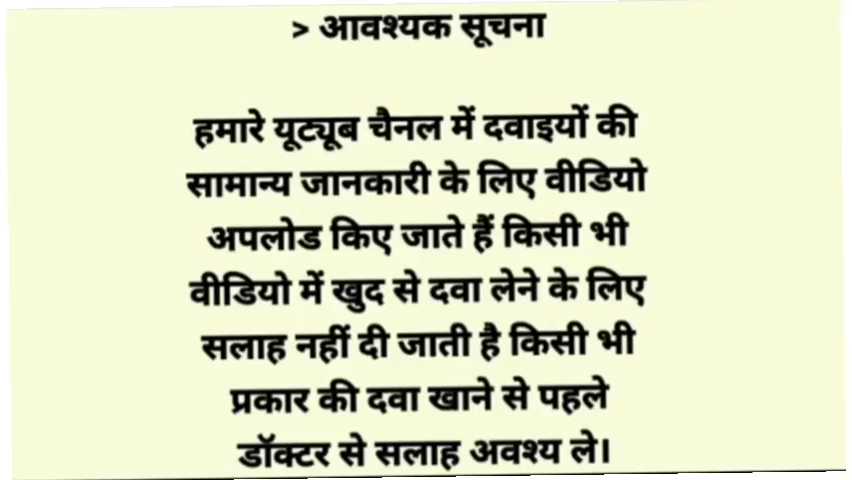 > आवश्यक सूचना
हमारे यूट्यूब चैनल में दवाइयों की
सामान्य जानकारी के लिए वीडियो
अपलोड किए जाते हैं किसी भी
वीडियो में खुद से दवा लेने के लिए
सलाह नहीं दी जाती है किसी भी
प्रकार की दवा खाने से पहले
डॉक्टर से सलाह अवश्य ले।